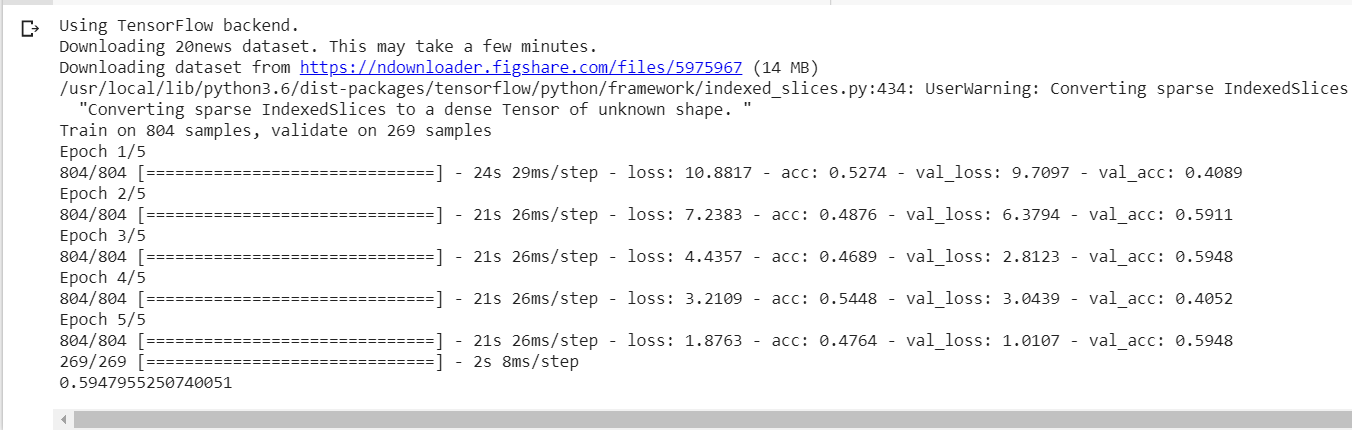 Using TensorFlow backend.
Downloading 20news dataset. This may take a few minutes.
Downloading dataset from https://ndownloader.figshare.com/files/5975967 (14 MB)
/usr/local/lib/python3.6/dist-packages/tensorflow/python/framework/indexed_slices.py:434: UserWarning: Converting sparse IndexedSlices
  "Converting sparse IndexedSlices to a dense Tensor of unknown shape. "
Train on 804 samples, validate on 269 samples
Epoch 1/5
804/804 [==============================] - 24s 29ms/step - loss: 10.8817 - acc: 0.5274 - val_loss: 9.7097 - val_acc: 0.4089
Epoch 2/5
804/804 [==============================] - 21s 26ms/step - loss: 7.2383 - acc: 0.4876 - val_loss: 6.3794 - val_acc: 0.5911
Epoch 3/5
804/804 [==============================] - 21s 26ms/step - loss: 4.4357 - acc: 0.4689 - val_loss: 2.8123 - val_acc: 0.5948
Epoch 4/5
804/804 [==============================] - 21s 26ms/step - loss: 3.2109 - acc: 0.5448 - val_loss: 3.0439 - val_acc: 0.4052
Epoch 5/5
804/804 [==============================] - 21s 26ms/step - loss: 1.8763 - acc: 0.4764 - val_loss: 1.0107 - val_acc: 0.5948
269/269 [==============================] - 2s 8ms/step
0.5947955250740051